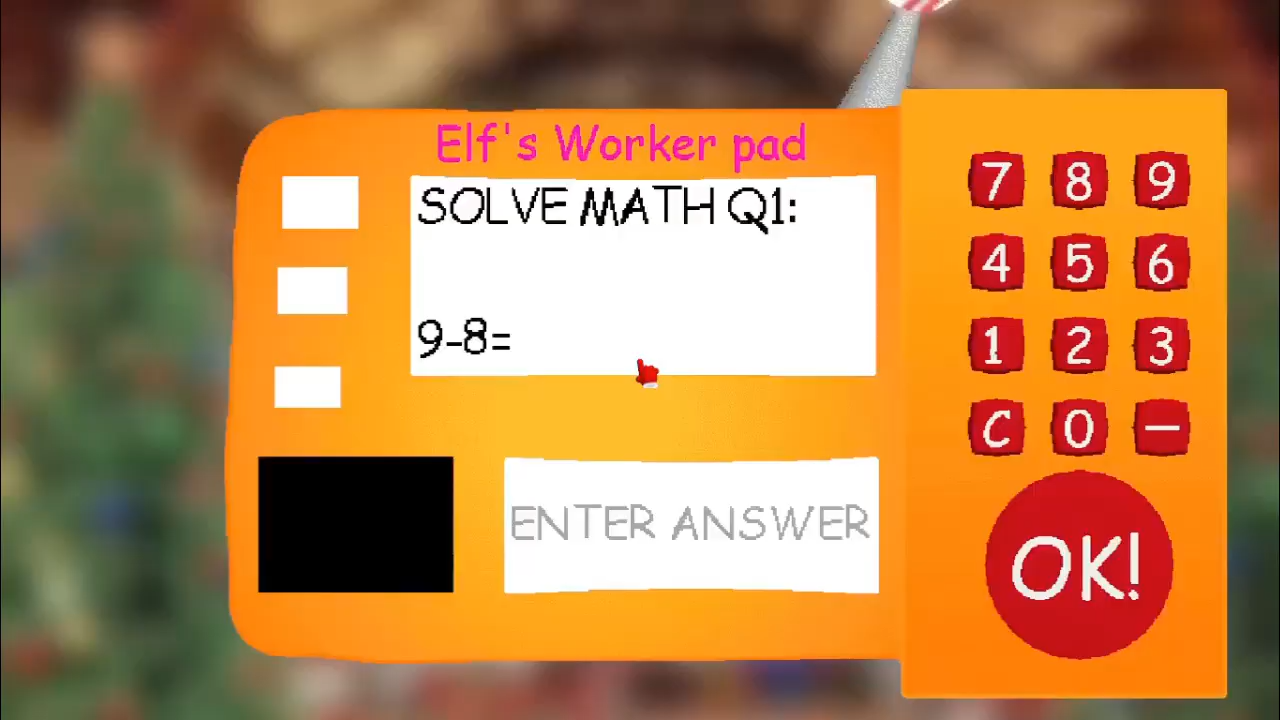 Elf's Worker pad
SOLVE MATH Q1:
9-8=
ENTER ANSWER
7 8 9
4 5 6
1 2 3
C 0 −
OK!